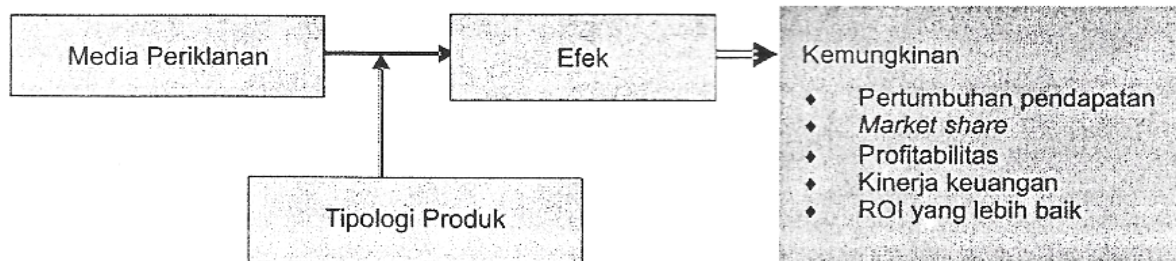 Media Periklanan
Efek
Tipologi Produk
Kemungkinan
♦ Pertumbuhan pendapatan
♦ Market share
♦ Profitabilitas
♦ Kinerja keuangan
♦ ROI yang lebih baik